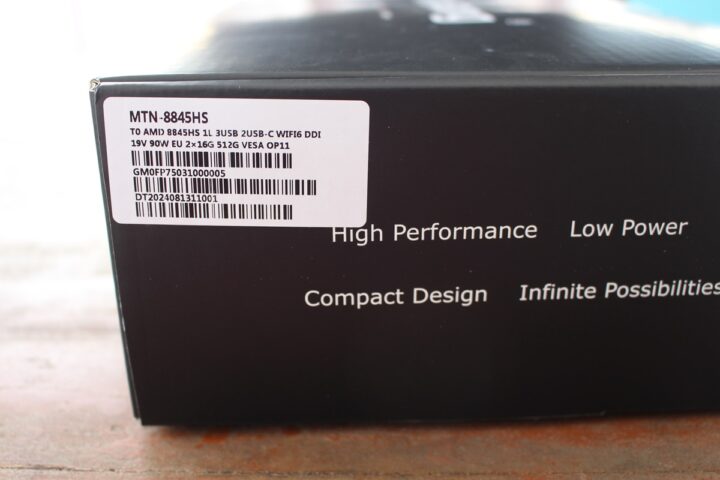 MTN-8845HS
T0 AMD 8845HS 1L 3USB 2USB-C WIFI6 DDI
19V 90W EU 2×16G 512G VESA OP11
GM0FP75031000005
DT2024081311001
High Performance Low Power
Compact Design Infinite Possibilities